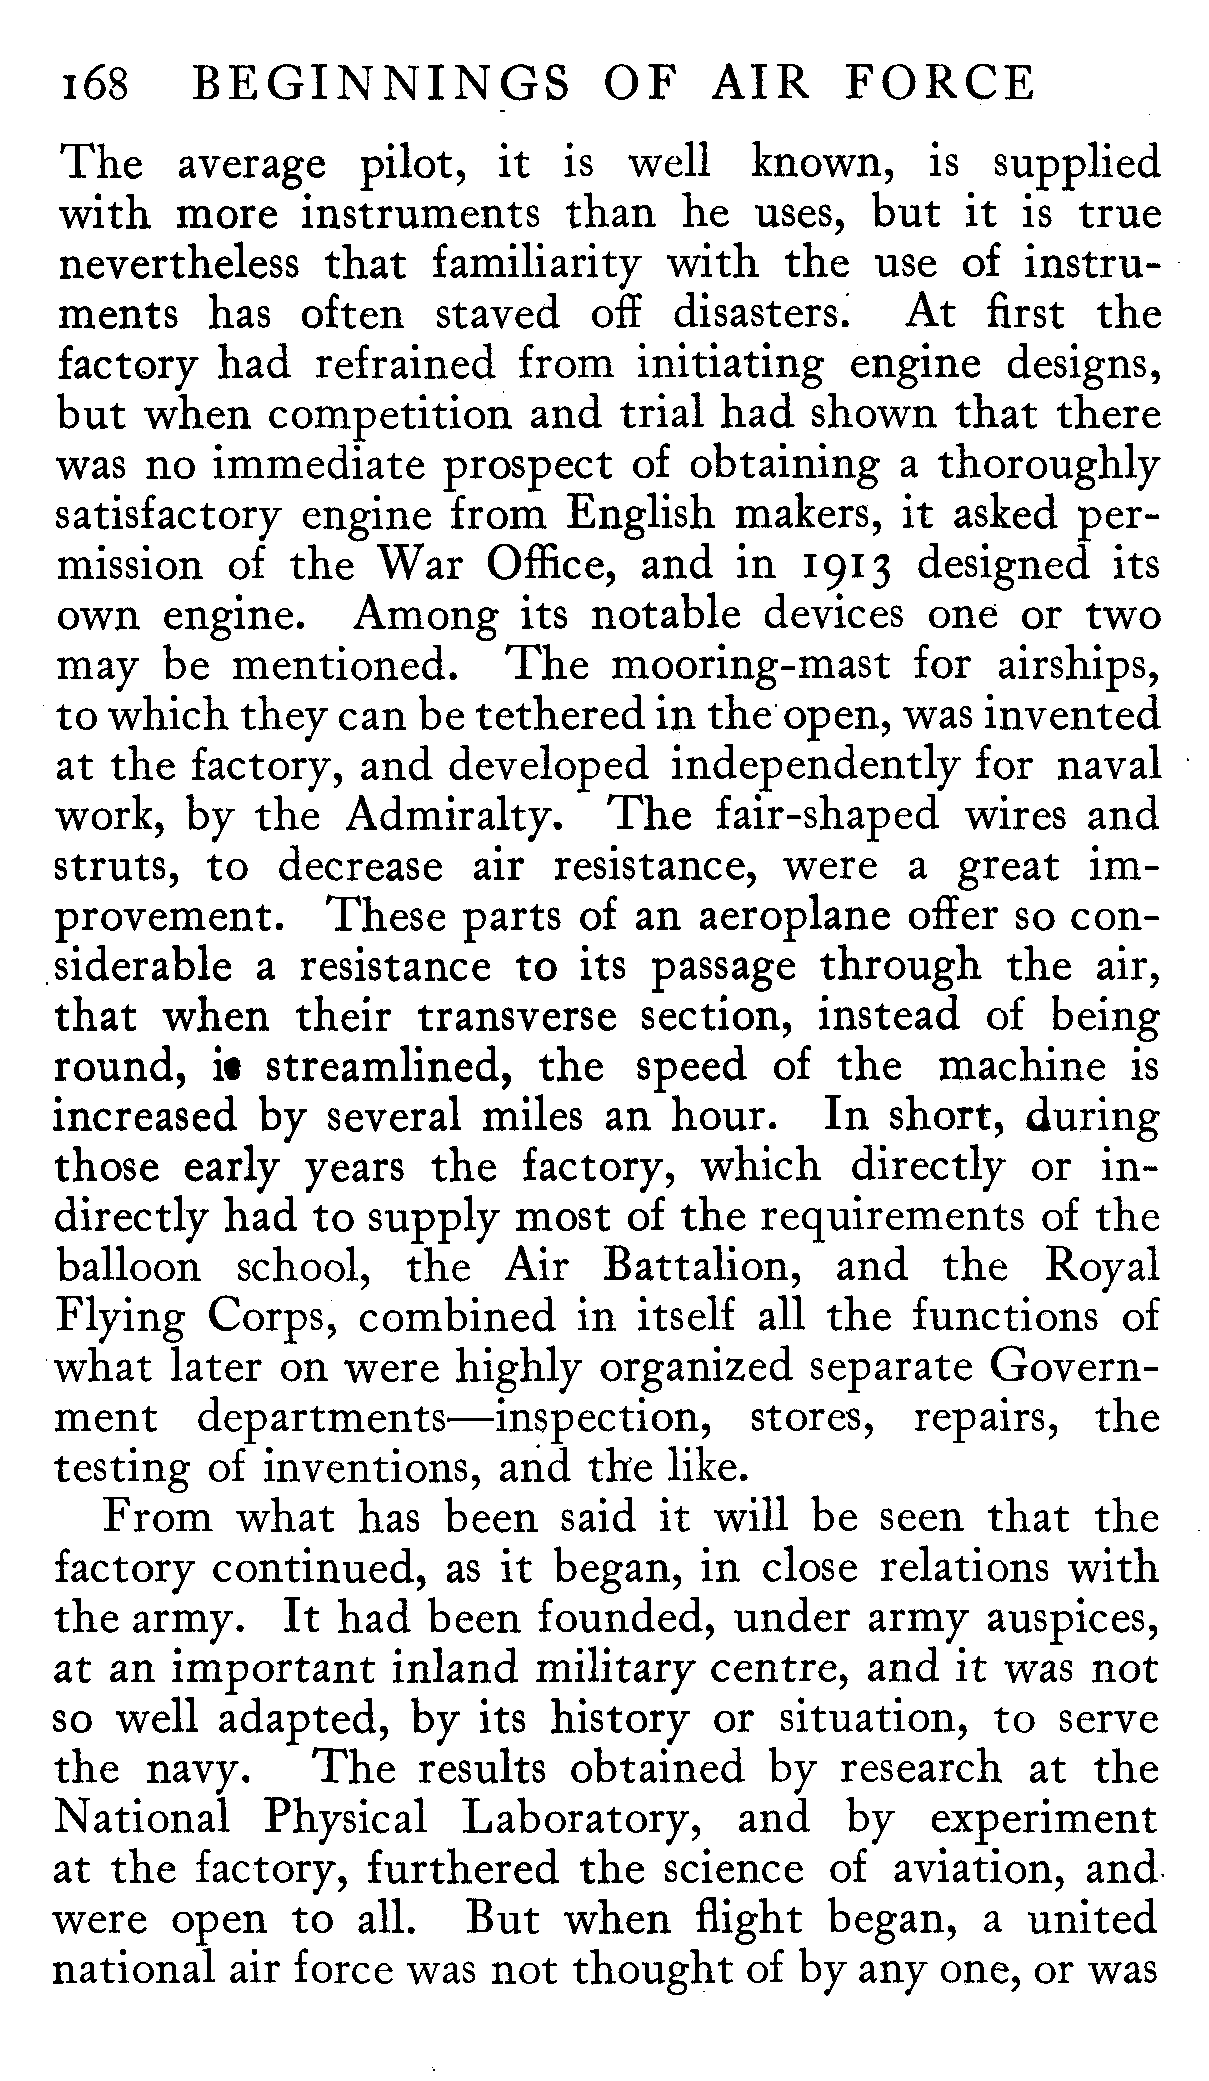 168 BEGINNINGS OF AIR FORCE
The average pilot, it is well known, is supplied
with more instruments than he uses, but it is true
nevertheless that familiarity with the use of instru-
ments has often staved off disasters. At first the
factory had refrained from initiating engine designs,
but when competition and trial had shown that there
was no immediate prospect of obtaining a thoroughly
satisfactory engine from English makers, it asked per-
mission of the War Office, and in 1913 designed its
own engine. Among its notable devices one or two
may be mentioned. The mooring-mast for airships,
to which they can be tethered in the open, was invented
at the factory, and developed independently for naval
work, by the Admiralty. The fair-shaped wires and
struts, to decrease air resistance, were a great im-
provement. These parts of an aeroplane offer so con-
siderable a resistance to its passage through the air,
that when their transverse section, instead of being
round, is streamlined, the speed of the machine is
increased by several miles an hour. In short, during
those early years the factory, which directly or in-
directly had to supply most of the requirements of the
balloon school, the Air Battalion, and the Royal
Flying Corps, combined in itself all the functions of
what later on were highly organized separate Govern-
ment departments—inspection, stores, repairs, the
testing of inventions, and the like.
From what has been said it will be seen that the
factory continued, as it began, in close relations with
the army. It had been founded, under army auspices,
at an important inland military centre, and it was not
so well adapted, by its history or situation, to serve
the navy. The results obtained by research at the
National Physical Laboratory, and by experiment
at the factory, furthered the science of aviation, and
were open to all. But when flight began, a united
national air force was not thought of by any one, or was